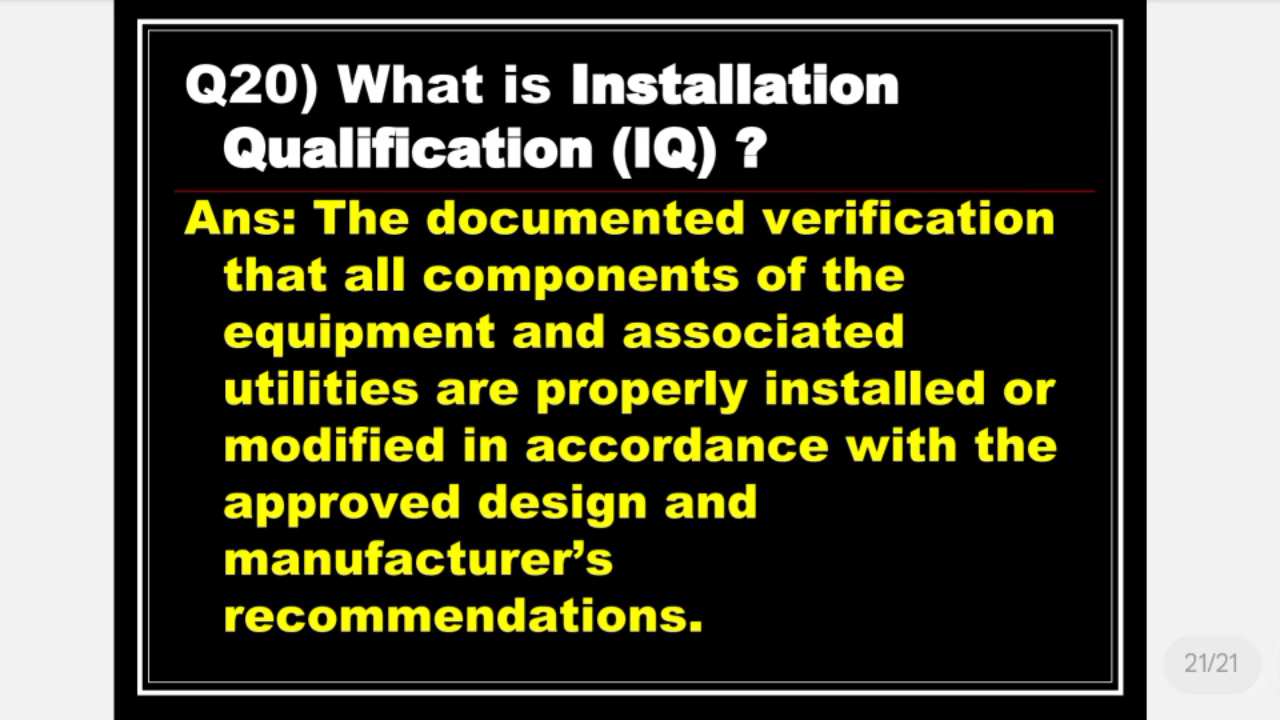 Q20) What is Installation
Qualification (IQ) ?
Ans: The documented verification
that all components of the
equipment and associated
utilities are properly installed or
modified in accordance with the
approved design and
manufacturer’s
recommendations.
21/21